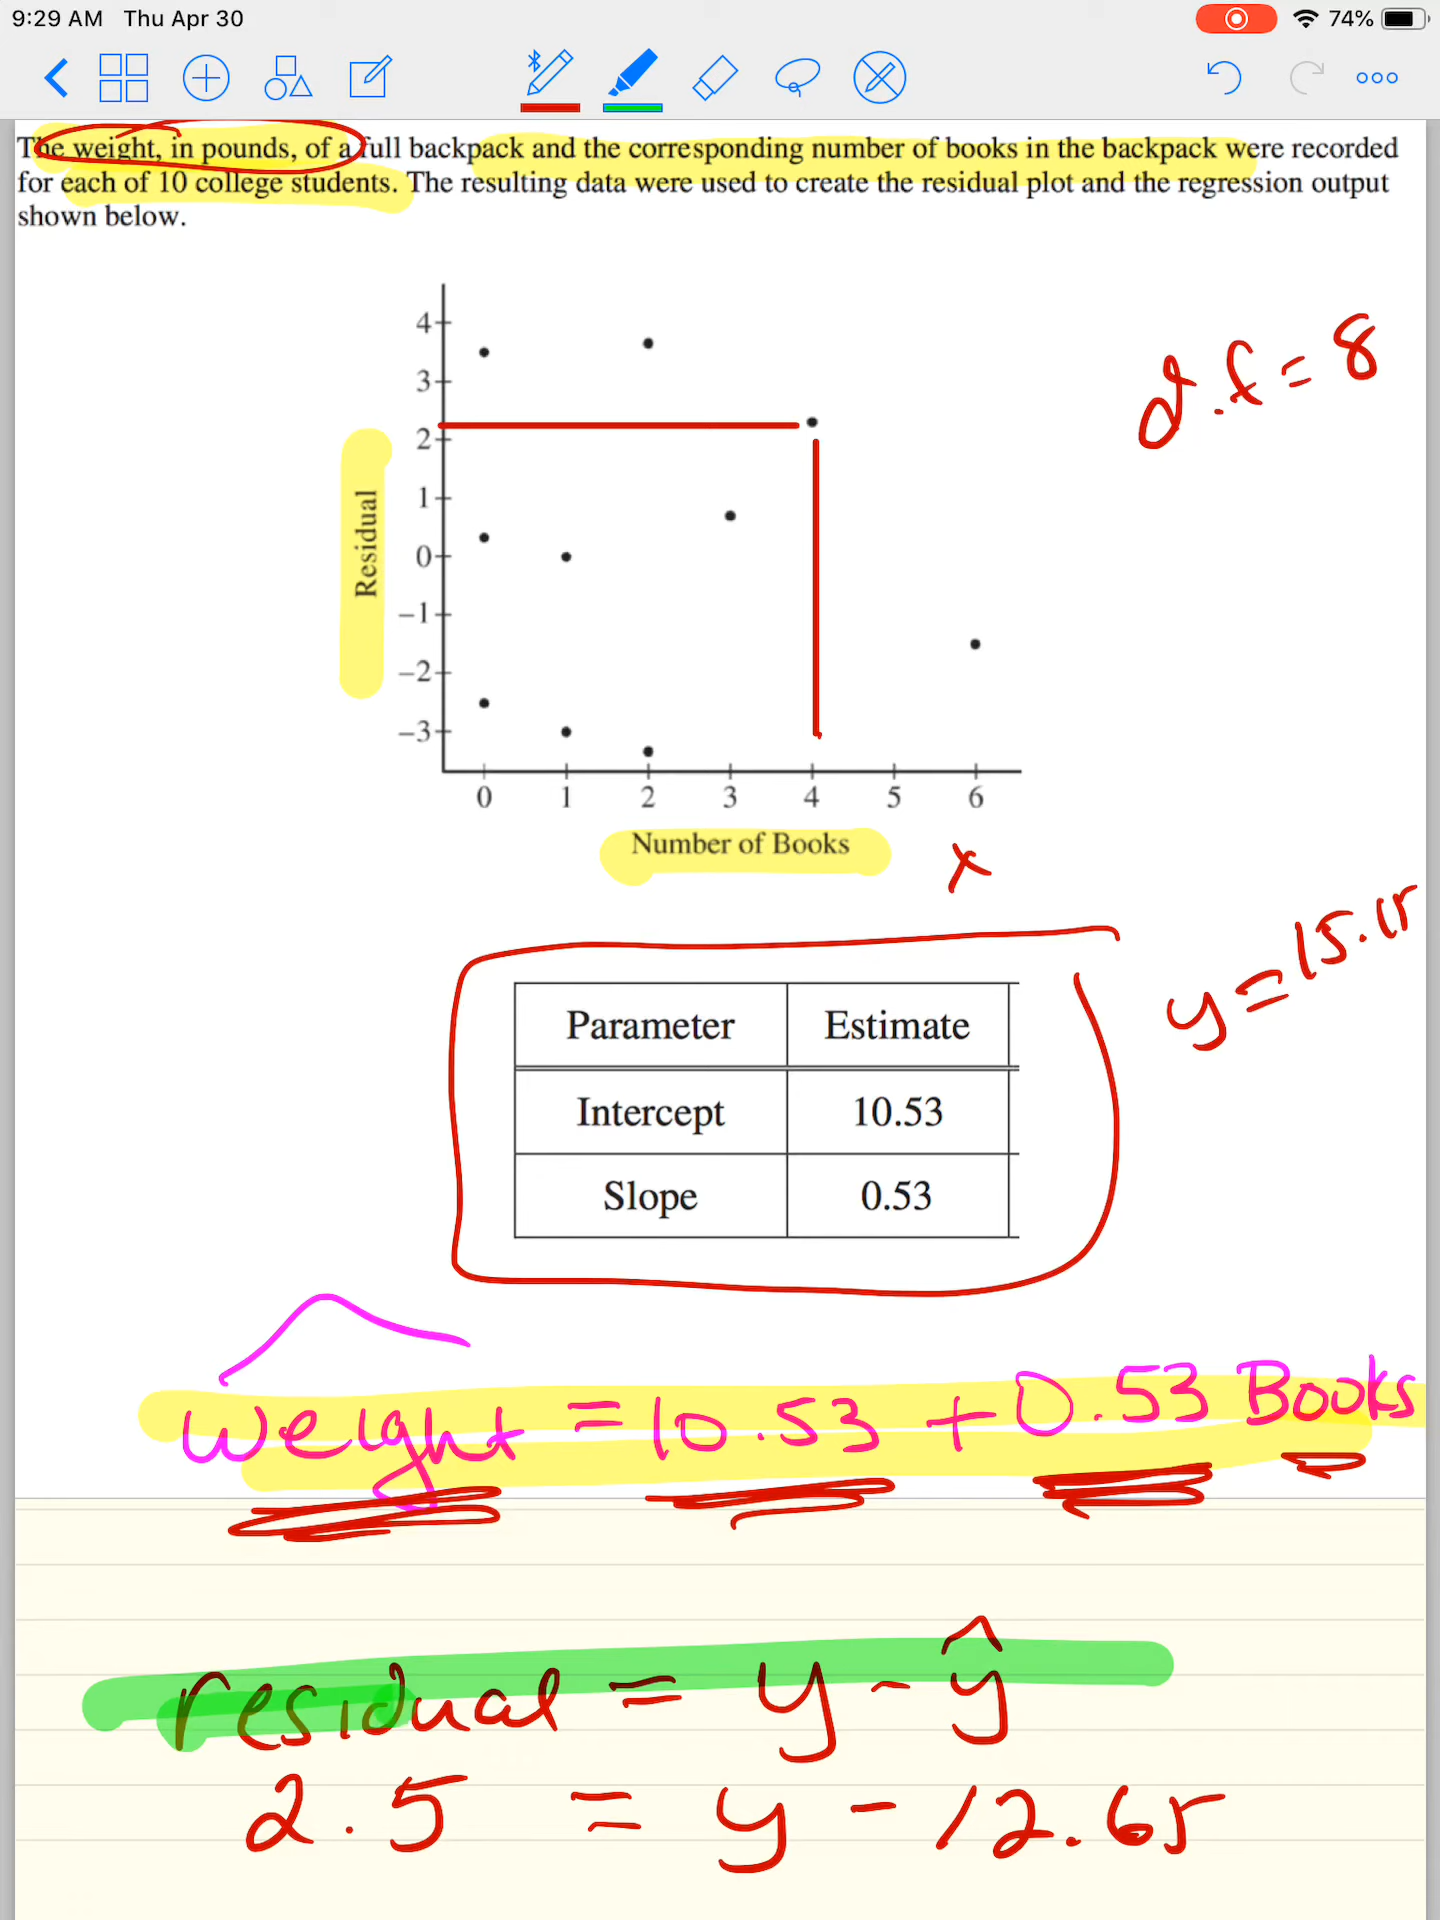 9:29 AM Thu Apr 30
74%
The weight, in pounds, of a full backpack and the corresponding number of books in the backpack were recorded
for each of 10 college students. The resulting data were used to create the residual plot and the regression output
shown below.
d.f = 8
Residual
4
3
2
1
0
−1
−2
−3
0 1 2 3 4 5 6
Number of Books
x
y = 15.15
Parameter Estimate
Intercept 10.53
Slope 0.53
Weight = 10.53 + 0.53 Books
residual = y - ŷ
2.5 = y - 12.65